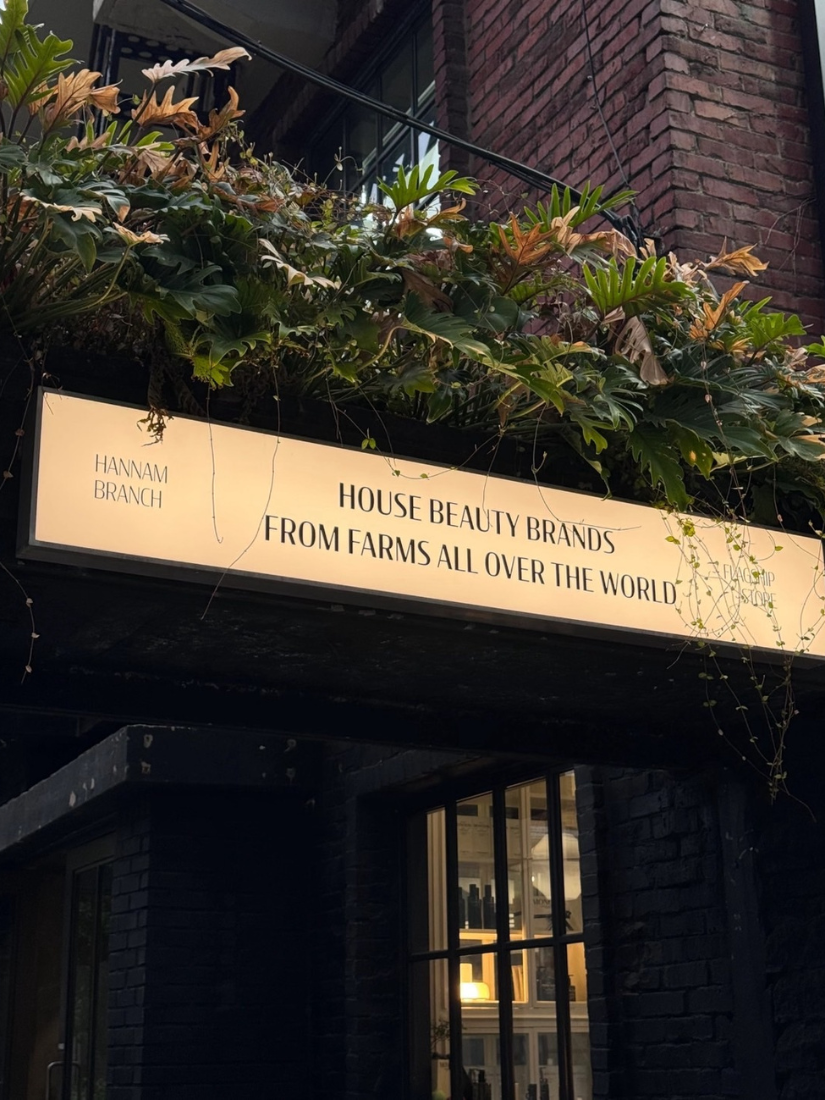 HANNAM
BRANCH
HOUSE BEAUTY BRANDS
FROM FARMS ALL OVER THE WORLD
FLAGSHIP
STORE